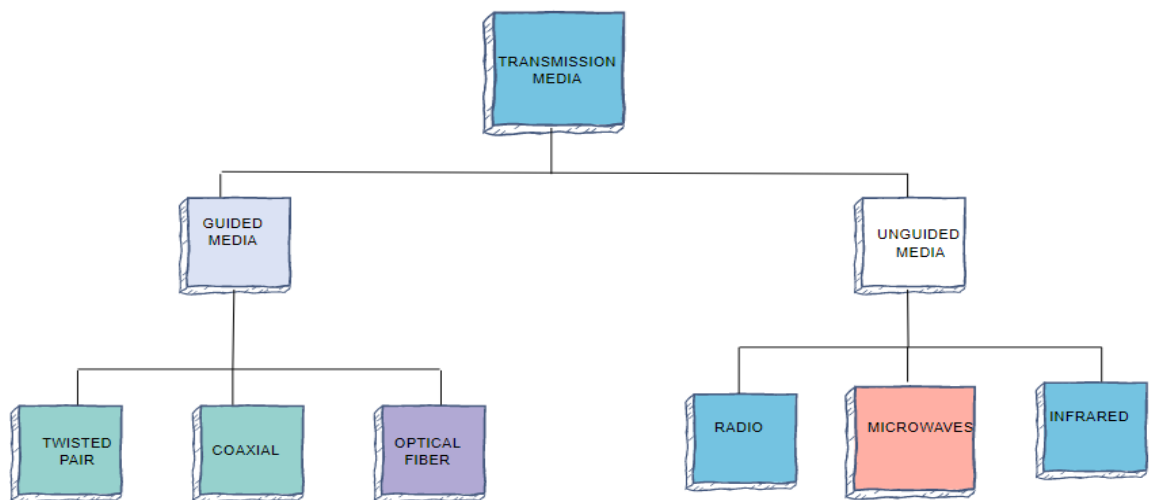 TRANSMISSION
MEDIA
GUIDED
MEDIA
UNGUIDED
MEDIA
TWISTED
PAIR
COAXIAL
OPTICAL
FIBER
RADIO
MICROWAVES
INFRARED